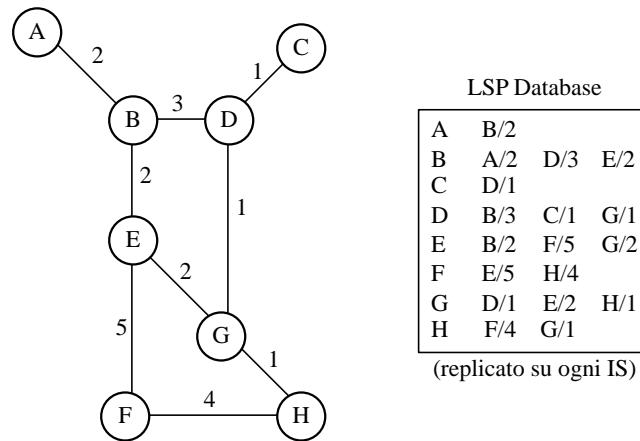 A
2
C
1
B
3
D
2
1
E
2
5
G
1
F
4
H
LSP Database
A B/2
B A/2 D/3 E/2
C D/1
D B/3 C/1 G/1
E B/2 F/5 G/2
F E/5 H/4
G D/1 E/2 H/1
H F/4 G/1
(replicato su ogni IS)